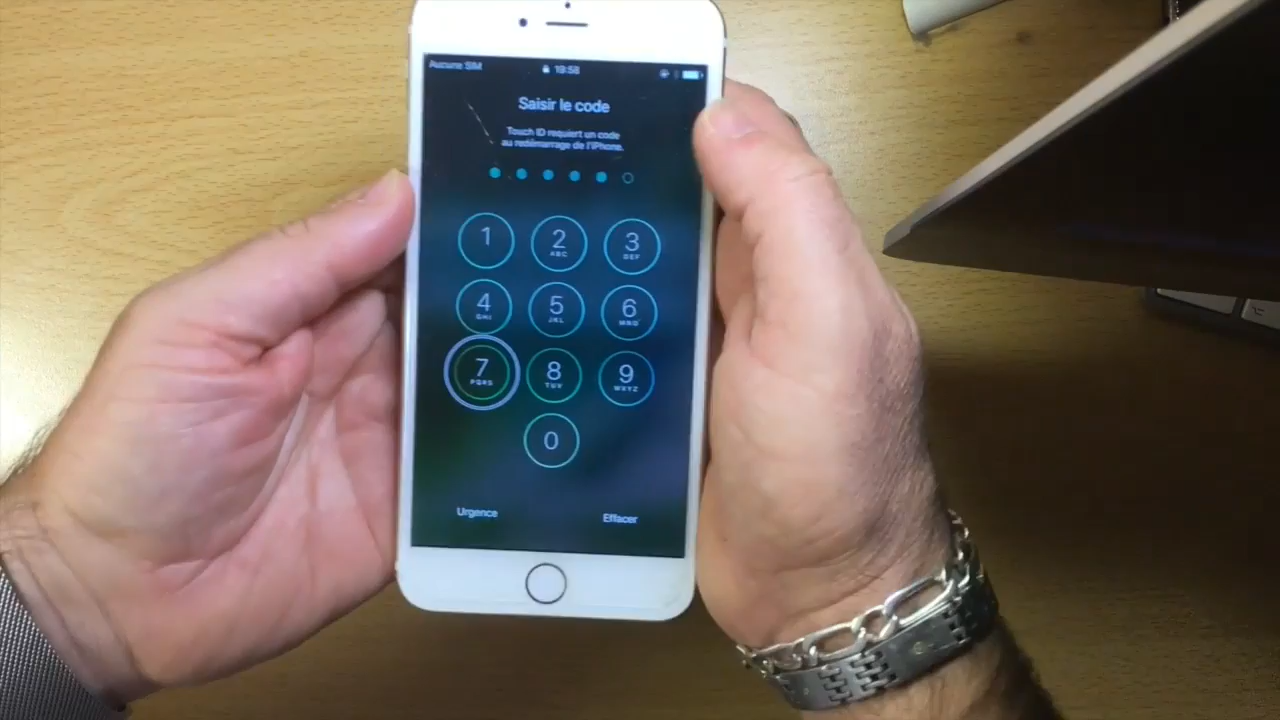 Aucune SIM 19:58
Saisir le code
Touch ID requiert un code
au redémarrage de l'iPhone.
1 2 3
ABC DEF
4 5 6
GHI JKL MNO
7 8 9
PQRS TUV WXYZ
0
Urgence Effacer